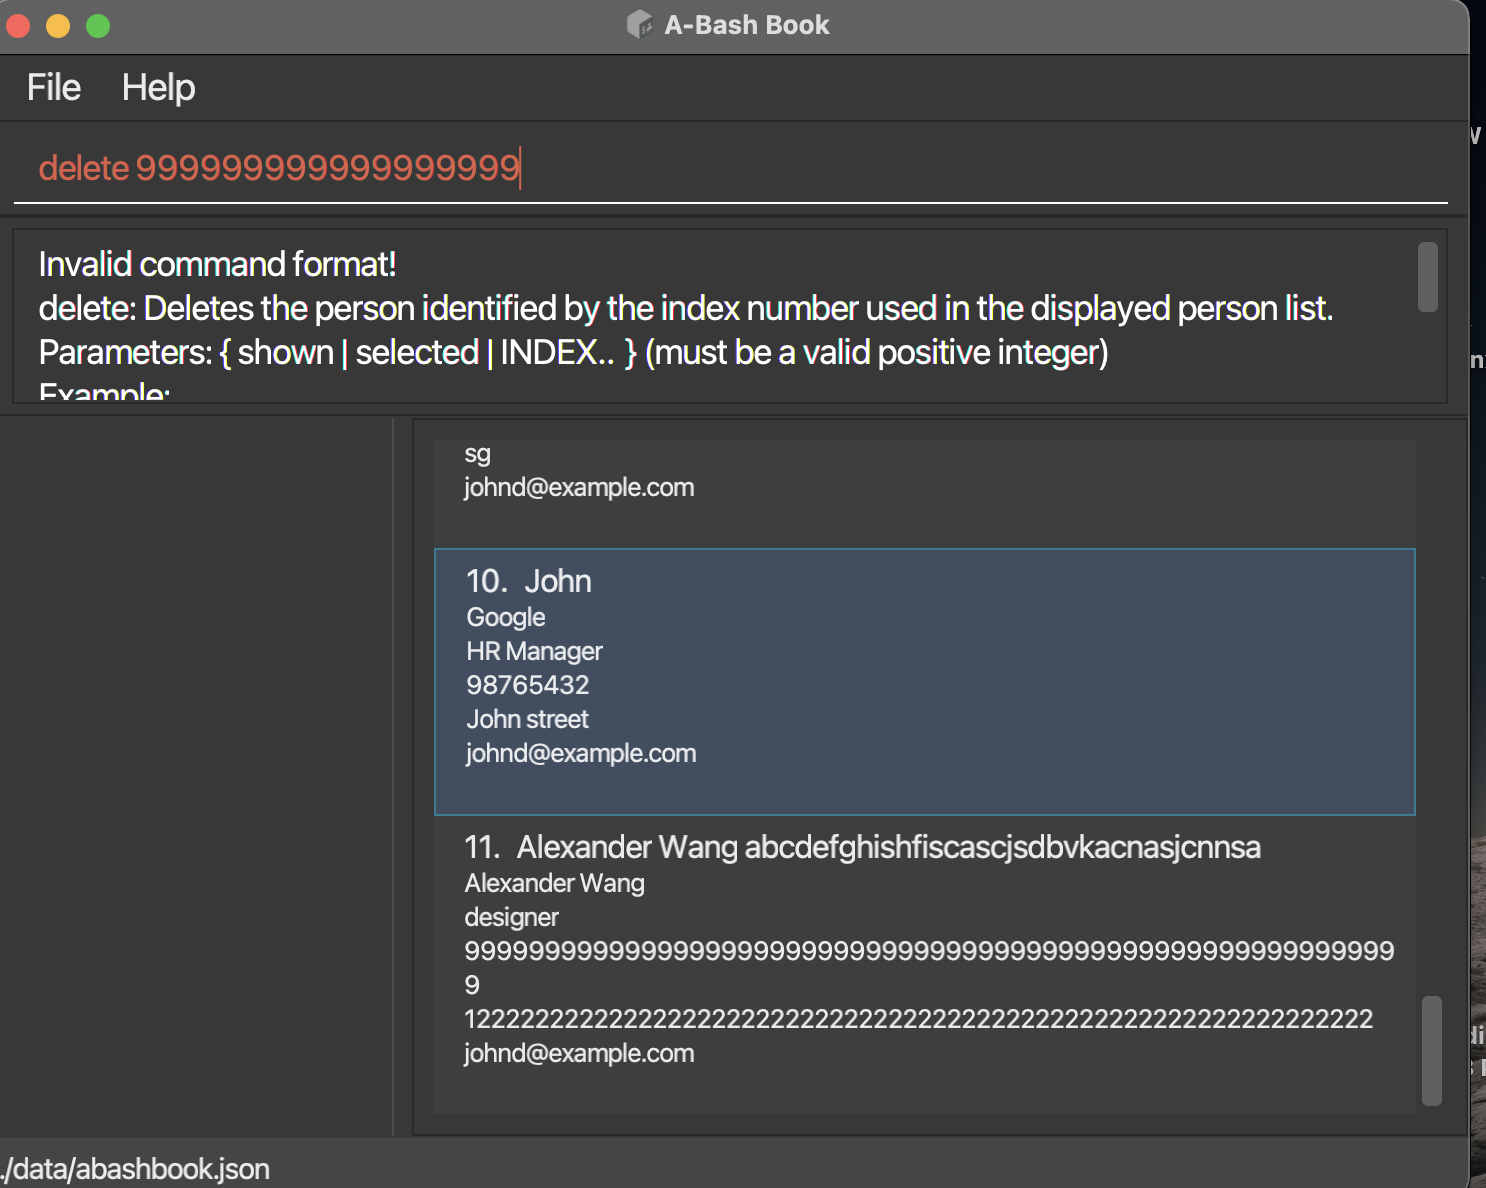 A-Bash Book
File Help
delete 999999999999999999
Invalid command format!
delete: Deletes the person identified by the index number used in the displayed person list.
Parameters: { shown | selected | INDEX.. } (must be a valid positive integer)
Example:
sg
johnd@example.com
10. John
Google
HR Manager
98765432
John street
johnd@example.com
11. Alexander Wang abcdefghishfiscascjsdbvkacnasjcnnsa
Alexander Wang
designer
9999999999999999999999999999999999999999999999999999999999
9
12222222222222222222222222222222222222222222222222222222222222
johnd@example.com
./data/abashbook.json